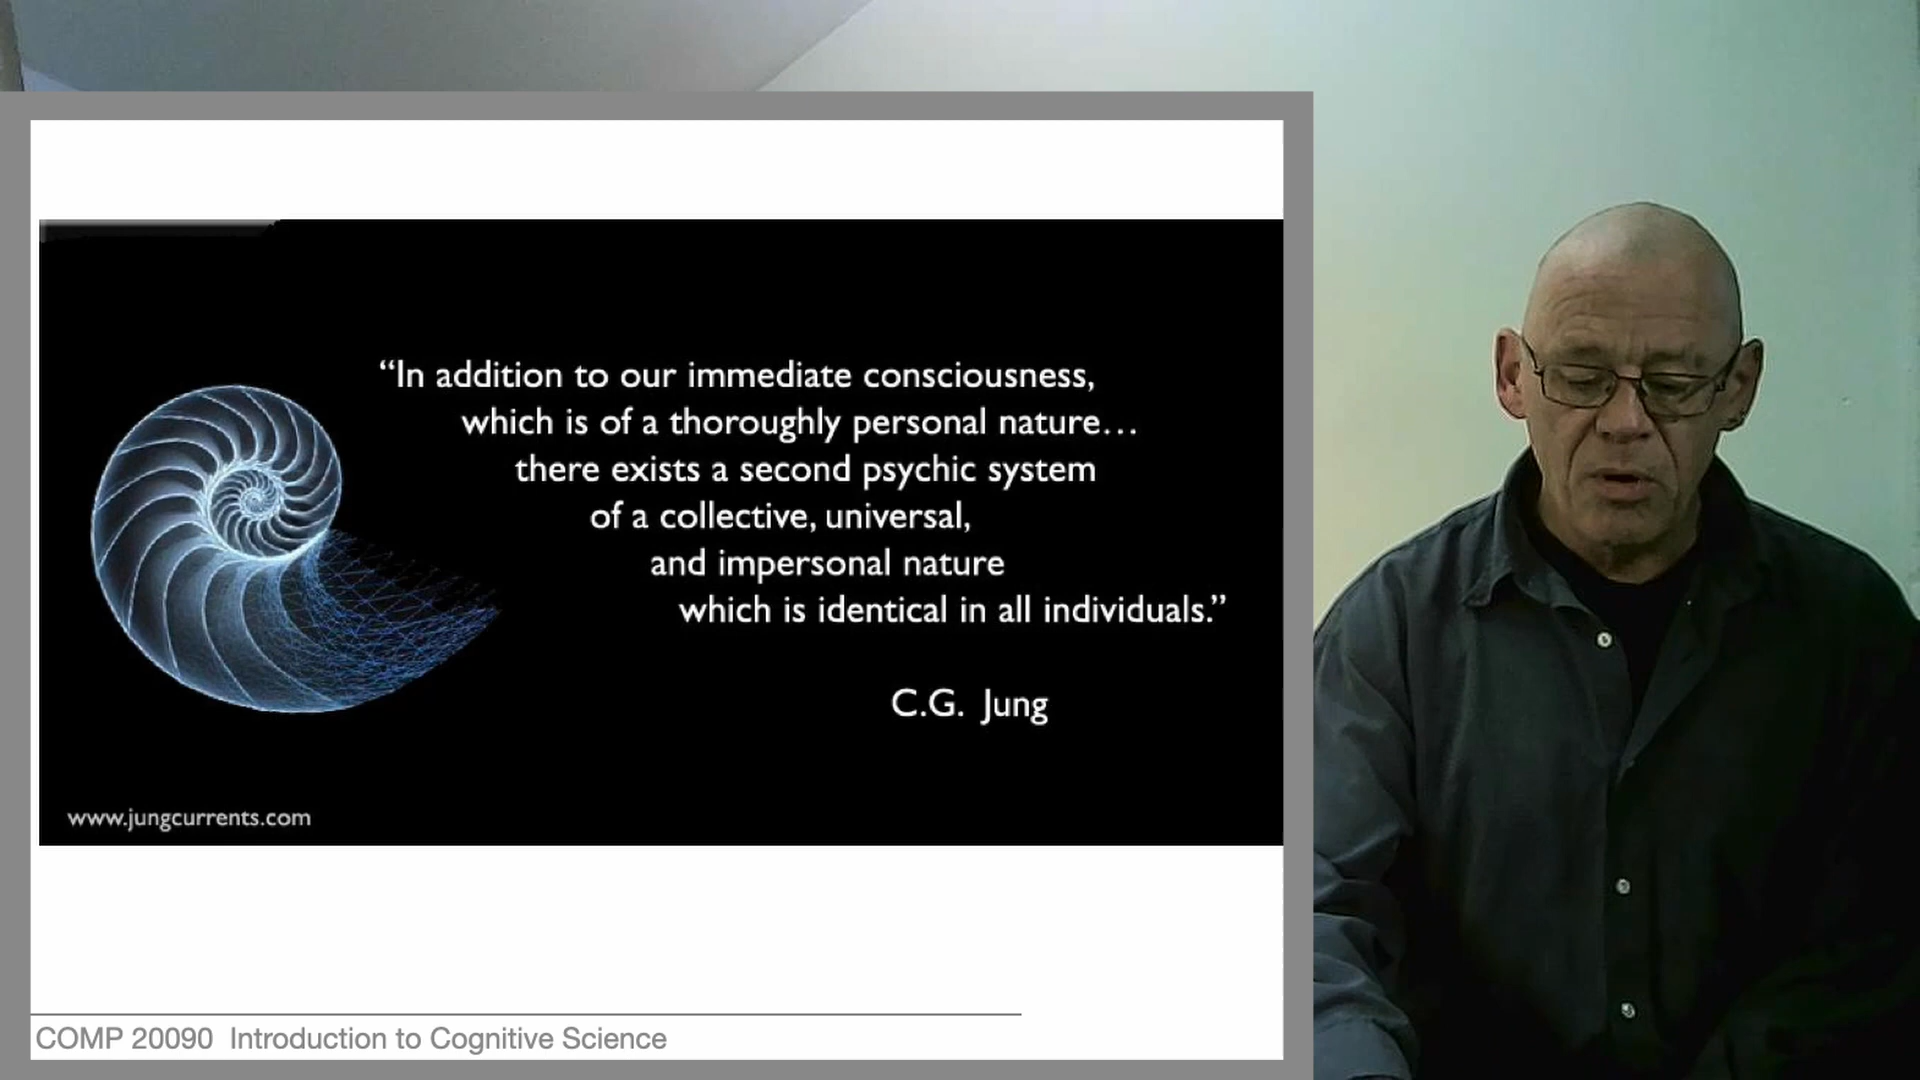 “In addition to our immediate consciousness,
which is of a thoroughly personal nature…
there exists a second psychic system
of a collective, universal,
and impersonal nature
which is identical in all individuals.”
C.G. Jung
www.jungcurrents.com
COMP 20090 Introduction to Cognitive Science